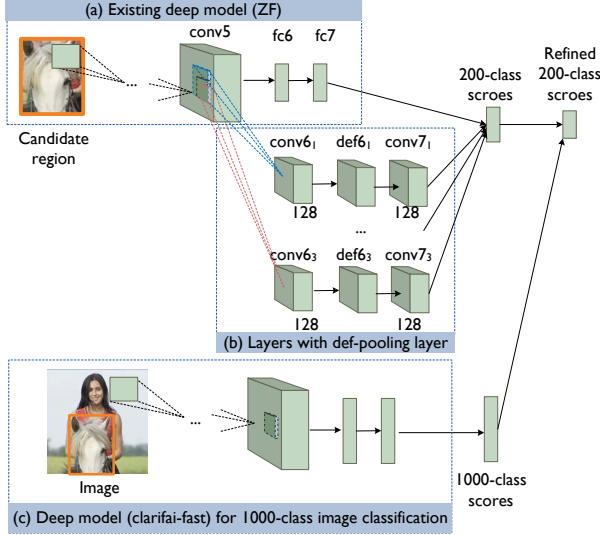 (a) Existing deep model (ZF)
conv5
fc6 fc7
...
Candidate
region
200-class
scroes
Refined
200-class
scroes
conv6₁ def6₁ conv7₁
128 128
...
conv6₃ def6₃ conv7₃
128 128
(b) Layers with def-pooling layer
...
Image
1000-class
scores
(c) Deep model (clarifai-fast) for 1000-class image classification